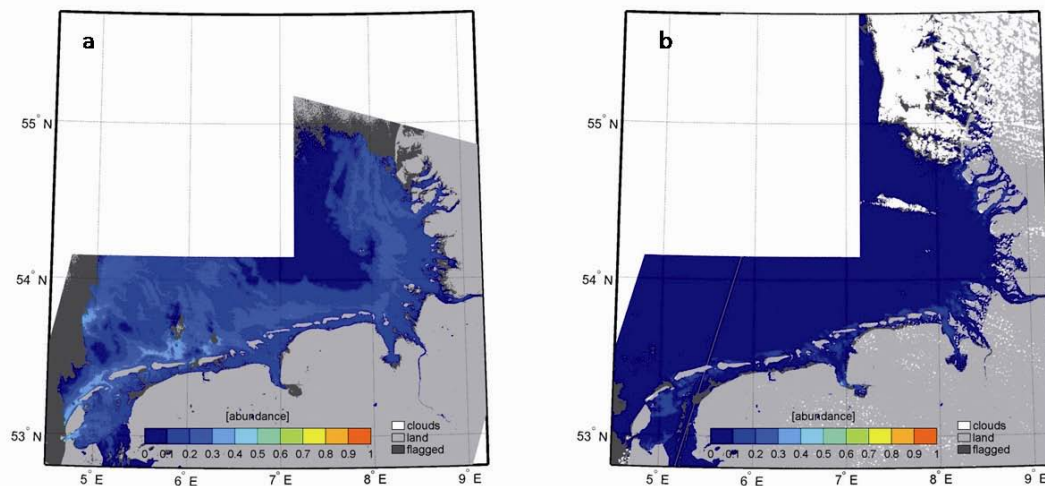 a
b
55° N
54° N
53° N
[abundance]
0 0.1 0.2 0.3 0.4 0.5 0.6 0.7 0.8 0.9 1
clouds
land
flagged
5° E 6° E 7° E 8° E 9° E
55° N
54° N
53° N
[abundance]
0 0.1 0.2 0.3 0.4 0.5 0.6 0.7 0.8 0.9 1
clouds
land
flagged
5° E 6° E 7° E 8° E 9° E